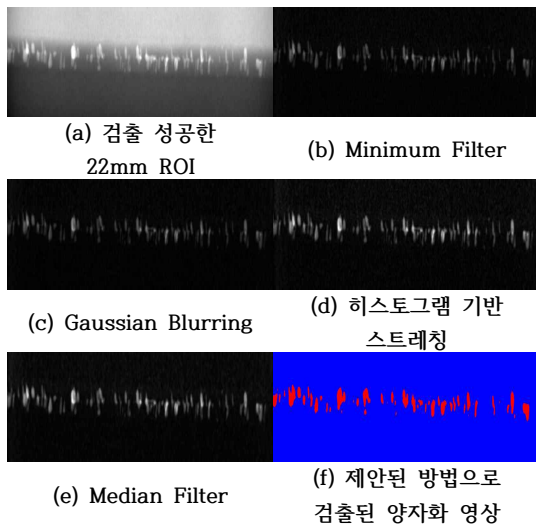 (a) 검출 성공한
22mm ROI
(b) Minimum Filter
(c) Gaussian Blurring
(d) 히스토그램 기반
스트레칭
(e) Median Filter
(f) 제안된 방법으로
검출된 양자화 영상